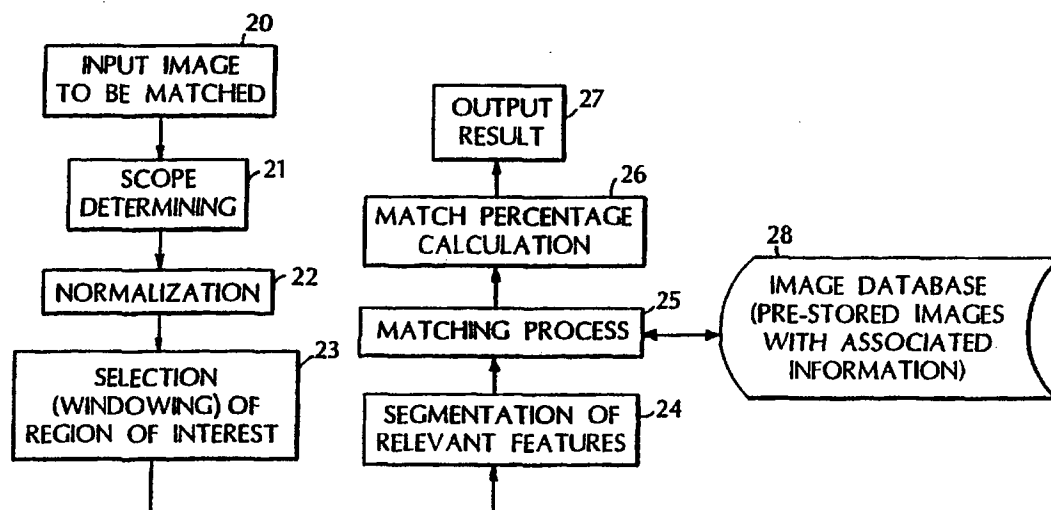 20
INPUT IMAGE
TO BE MATCHED
21
SCOPE
DETERMINING
22
NORMALIZATION
23
SELECTION
(WINDOWING) OF
REGION OF INTEREST
24
SEGMENTATION OF
RELEVANT FEATURES
25
MATCHING PROCESS
26
MATCH PERCENTAGE
CALCULATION
27
OUTPUT
RESULT
28
IMAGE DATABASE
(PRE-STORED IMAGES
WITH ASSOCIATED
INFORMATION)